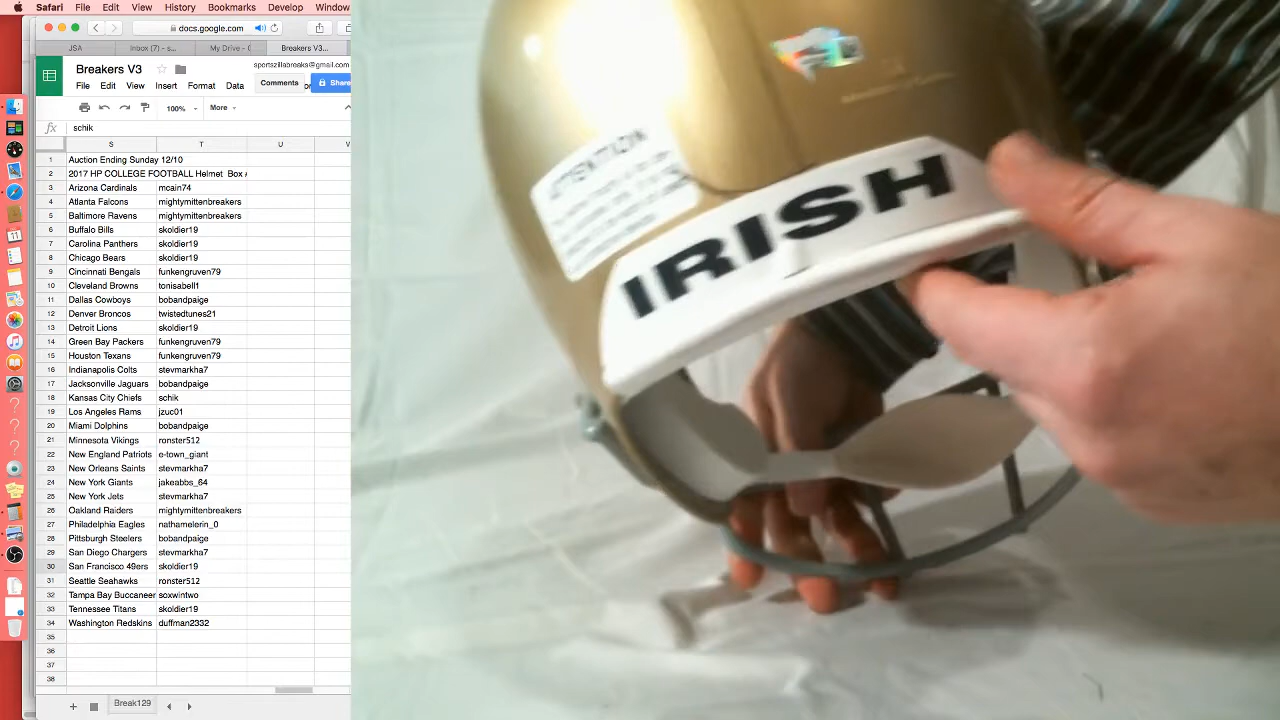 Safari File Edit View History Bookmarks Develop Window
docs.google.com
JSA Inbox (7) - s... My Drive - ( Breakers V3...
Breakers V3
sportszillabreaks@gmail.com
File Edit View Insert Format Data
Comments Share
100% More
fx schik
S T U V
1 Auction Ending Sunday 12/10
2 2017 HP COLLEGE FOOTBALL Helmet Box
3 Arizona Cardinals mcain74
4 Atlanta Falcons mightymittenbreakers
5 Baltimore Ravens mightymittenbreakers
6 Buffalo Bills skoldier19
7 Carolina Panthers skoldier19
8 Chicago Bears skoldier19
9 Cincinnati Bengals funkengruven79
10 Cleveland Browns tonisabell1
11 Dallas Cowboys bobandpaige
12 Denver Broncos twistedtunes21
13 Detroit Lions skoldier19
14 Green Bay Packers funkengruven79
15 Houston Texans funkengruven79
16 Indianapolis Colts stevmarkha7
17 Jacksonville Jaguars bobandpaige
18 Kansas City Chiefs schik
19 Los Angeles Rams jzuc01
20 Miami Dolphins bobandpaige
21 Minnesota Vikings ronster512
22 New England Patriots e-town_giant
23 New Orleans Saints stevmarkha7
24 New York Giants jakeabbs_64
25 New York Jets stevmarkha7
26 Oakland Raiders mightymittenbreakers
27 Philadelphia Eagles nathamelerin_0
28 Pittsburgh Steelers bobandpaige
29 San Diego Chargers stevmarkha7
30 San Francisco 49ers skoldier19
31 Seattle Seahawks ronster512
32 Tampa Bay Buccaneer soxwintwo
33 Tennessee Titans skoldier19
34 Washington Redskins duffman2332
35
36
37
38
Break129
ATTENTION
IRISH